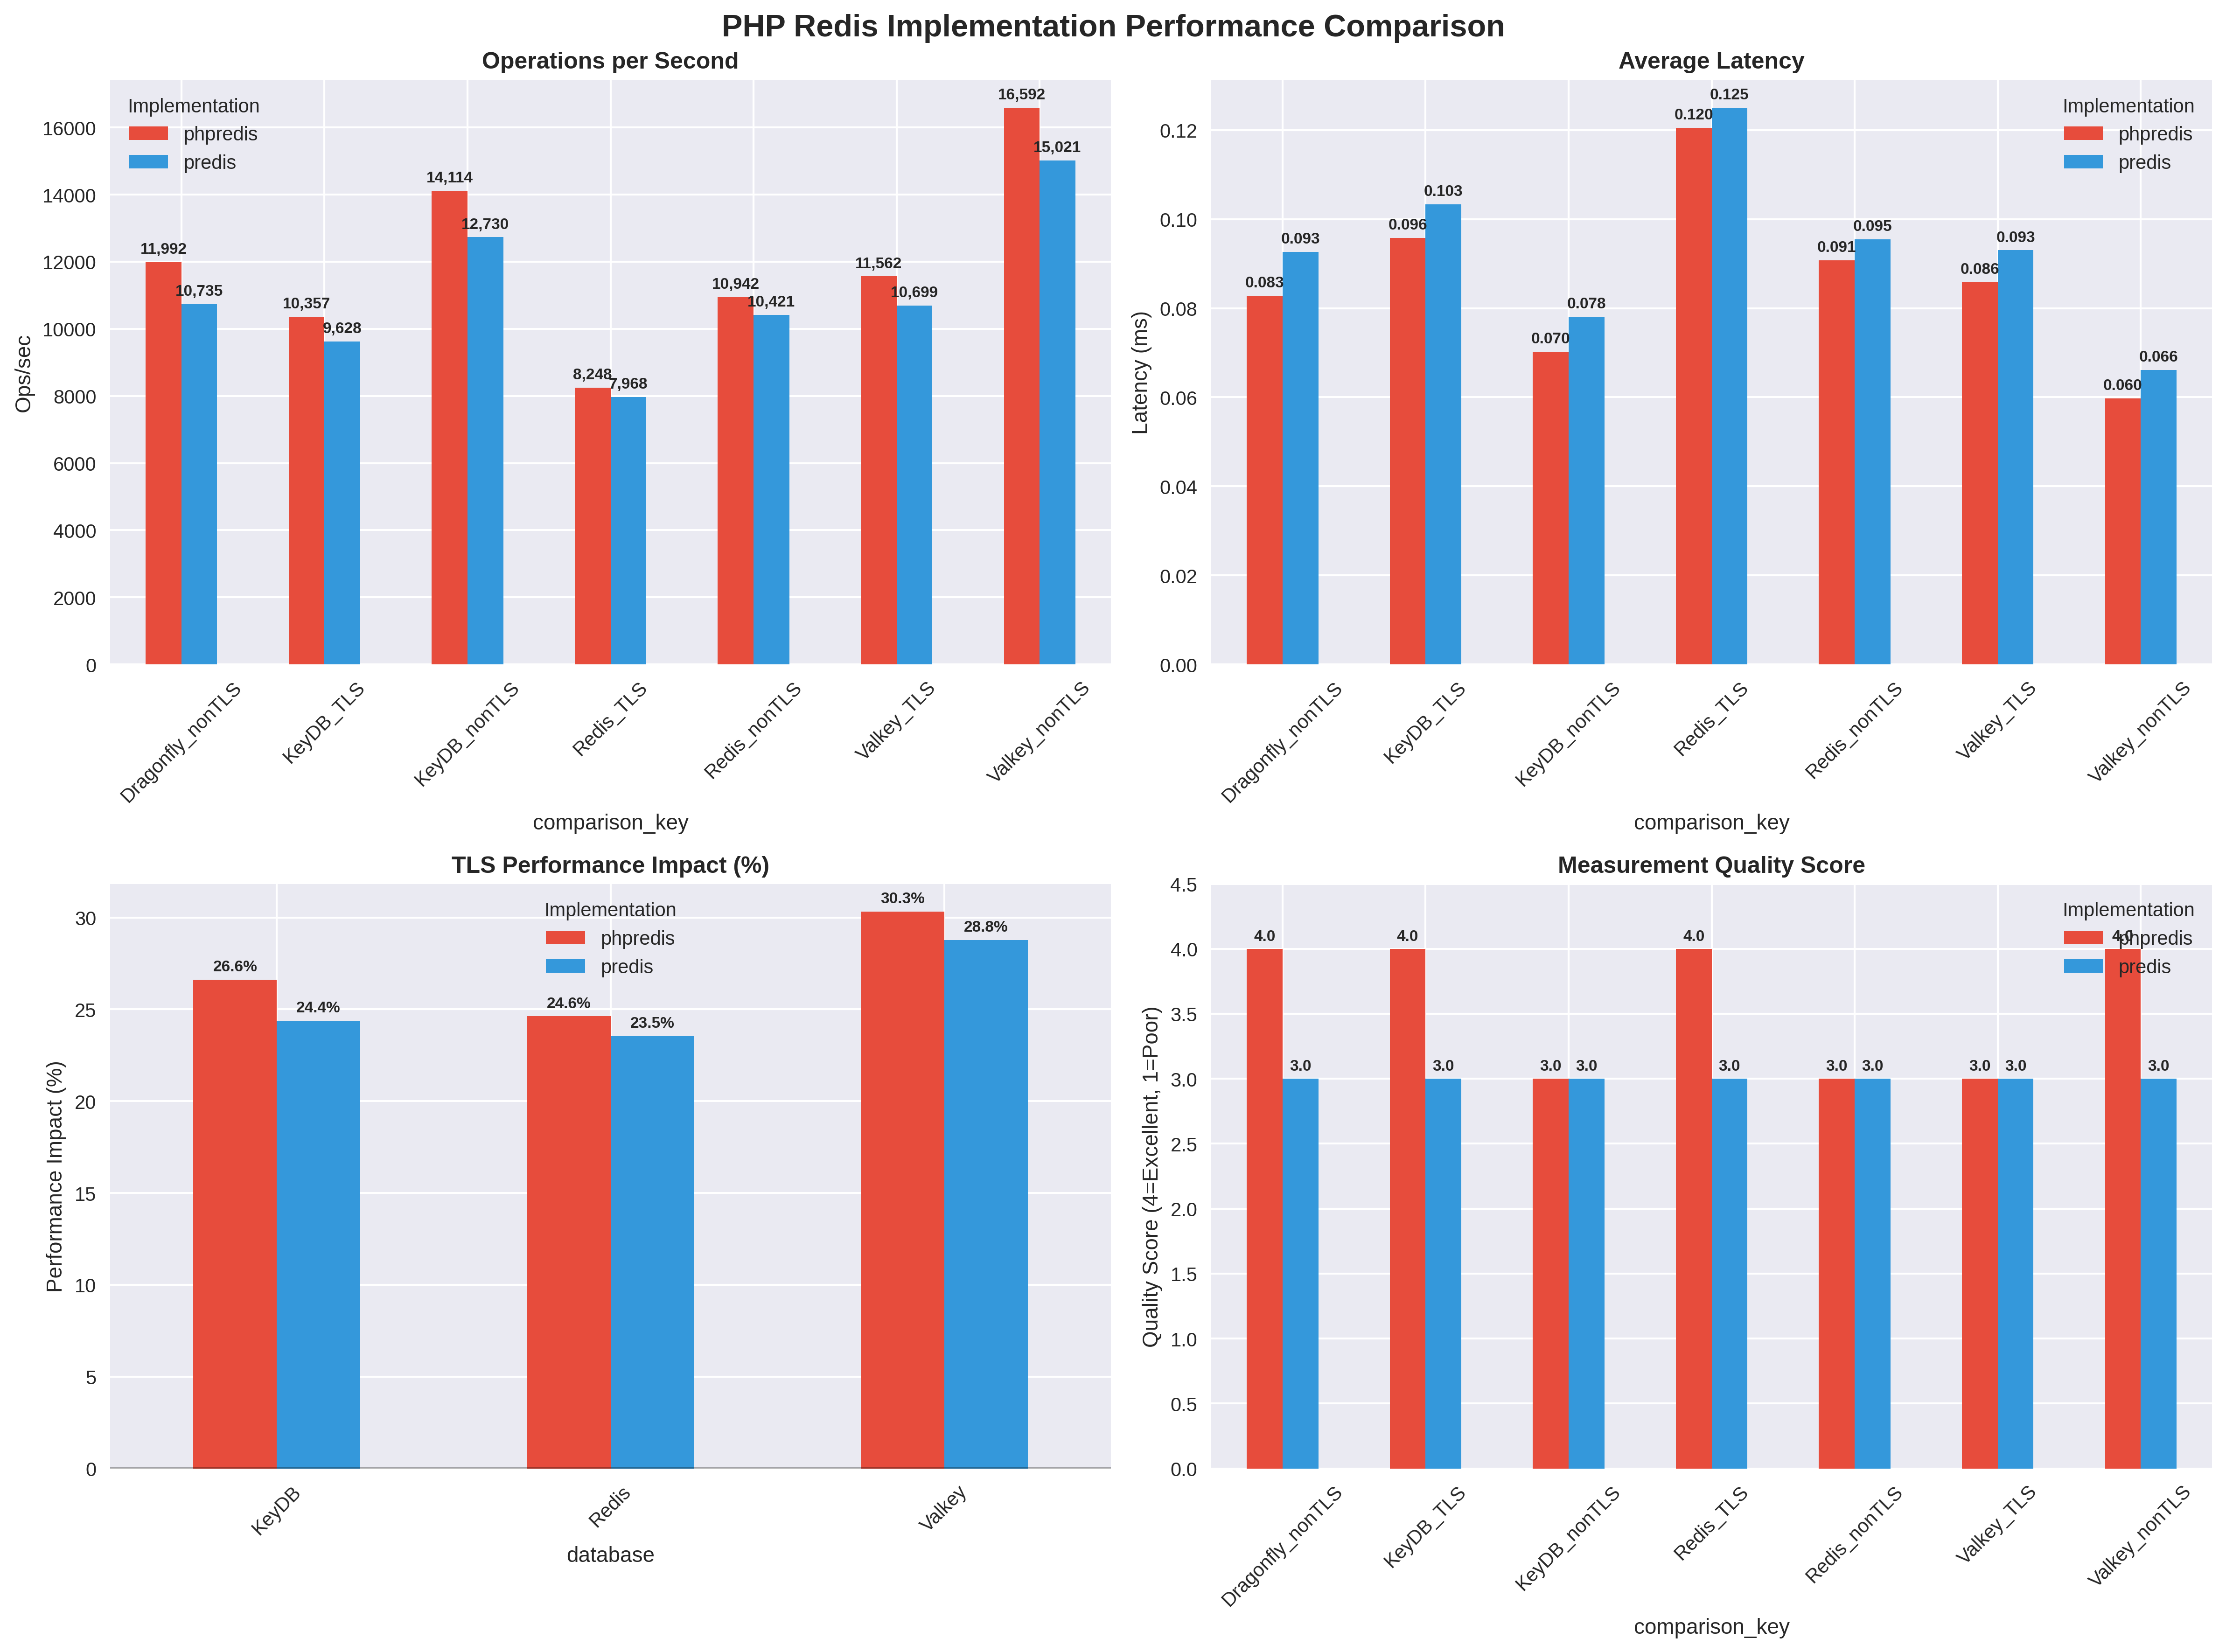 PHP Redis Implementation Performance Comparison
Operations per Second
Implementation
phpredis
predis
Ops/sec
16000
14000
12000
10000
8000
6000
4000
2000
0
11,992
10,735
10,357
9,628
14,114
12,730
8,248
7,968
10,942
10,421
11,562
10,699
16,592
15,021
Dragonfly_nonTLS
KeyDB_TLS
KeyDB_nonTLS
Redis_TLS
Redis_nonTLS
Valkey_TLS
Valkey_nonTLS
comparison_key
Average Latency
Implementation
phpredis
predis
Latency (ms)
0.12
0.10
0.08
0.06
0.04
0.02
0.00
0.083
0.093
0.096
0.103
0.070
0.078
0.120
0.125
0.091
0.095
0.086
0.093
0.060
0.066
Dragonfly_nonTLS
KeyDB_TLS
KeyDB_nonTLS
Redis_TLS
Redis_nonTLS
Valkey_TLS
Valkey_nonTLS
comparison_key
TLS Performance Impact (%)
Implementation
phpredis
predis
Performance Impact (%)
30
25
20
15
10
5
0
26.6%
24.4%
24.6%
23.5%
30.3%
28.8%
KeyDB
Redis
Valkey
database
Measurement Quality Score
Implementation
phpredis
predis
Quality Score (4=Excellent, 1=Poor)
4.5
4.0
3.5
3.0
2.5
2.0
1.5
1.0
0.5
0.0
4.0
3.0
4.0
3.0
3.0
3.0
4.0
3.0
3.0
3.0
3.0
3.0
4.0
3.0
Dragonfly_nonTLS
KeyDB_TLS
KeyDB_nonTLS
Redis_TLS
Redis_nonTLS
Valkey_TLS
Valkey_nonTLS
comparison_key